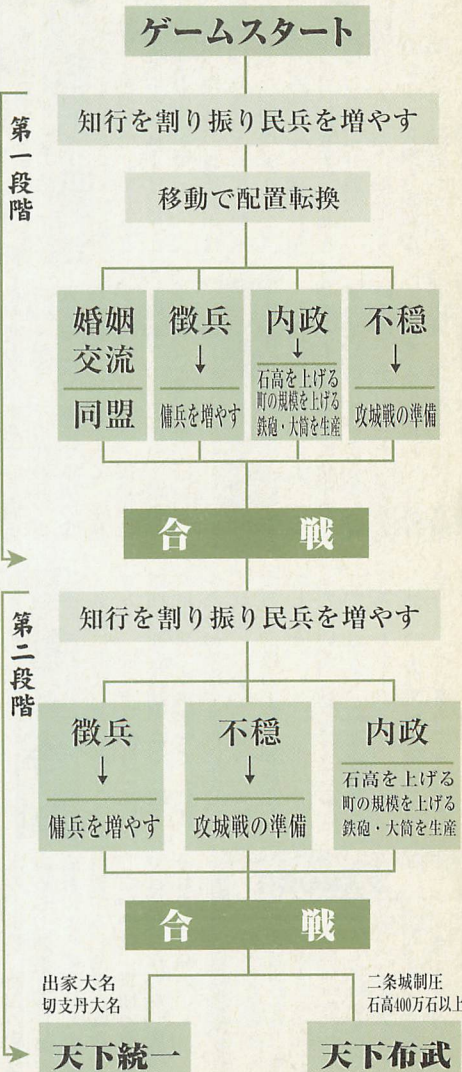 ゲームスタート
第一段階
知行を割り振り民兵を増やす
移動で配置転換
婚姻
交流
同盟
徴兵
↓
傭兵を増やす
内政
↓
石高を上げる
町の規模を上げる
鉄砲・大筒を生産
不穏
↓
攻城戦の準備
合戦
第二段階
知行を割り振り民兵を増やす
徴兵
↓
傭兵を増やす
不穏
↓
攻城戦の準備
内政
石高を上げる
町の規模を上げる
鉄砲・大筒を生産
合戦
出家大名
切支丹大名
天下統一
二条城制圧
石高400万石以上
天下布武